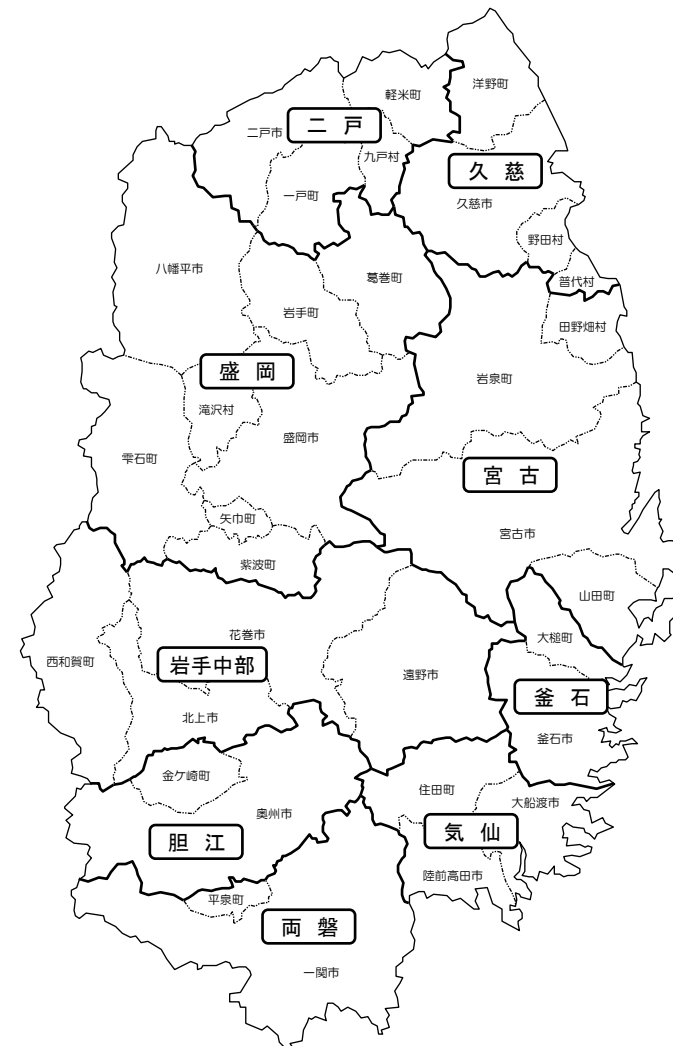 洋野町
軽米町
二戸市
二戸
九戸村
久慈
一戸町
久慈市
野田村
八幡平市
葛巻町
普代村
岩手町
田野畑村
盛岡
岩泉町
滝沢村
盛岡市
雫石町
宮古
矢巾町
宮古市
紫波町
山田町
花巻市
大槌町
西和賀町
岩手中部
遠野市
釜石
北上市
釜石市
金ケ崎町
住田町
大船渡市
奥州市
胆江
気仙
陸前高田市
平泉町
両磐
一関市